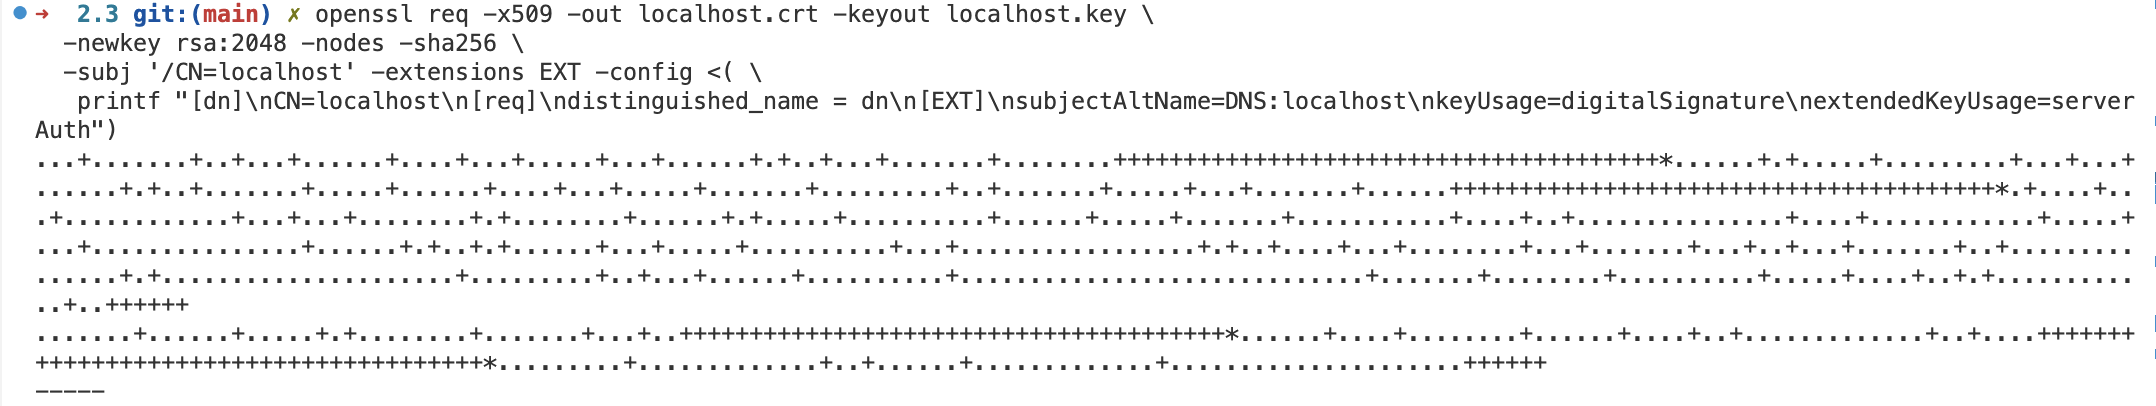 ➜ 2.3 git:(main) ✗ openssl req -x509 -out localhost.crt -keyout localhost.key \
-newkey rsa:2048 -nodes -sha256 \
-subj '/CN=localhost' -extensions EXT -config <( \
printf "[dn]\nCN=localhost\n[req]\ndistinguished_name = dn\n[EXT]\nsubjectAltName=DNS:localhost\nkeyUsage=digitalSignature\nextendedKeyUsage=server
Auth")
...+.......+..+...+......+....+...+.....+...+......+.+..+...+.......+........+++++++++++++++++++++++++++++++++++++++*......+.+.....+.........+...+...+
......+.+..+.......+.....+......+....+...+.....+.......+.........+..+.......+.....+...+.......+......+++++++++++++++++++++++++++++++++++++++*.+....+..
.+............+...+...+........+.+........+......+.+.....+..........+......+.....+.......+...........+....+..+...............+....+............+.....+
...+...............+......+.+..+.+......+...+.....+..........+...+.................+.+..+....+...+........+...+.......+...+..+...+.......+..+.........
......+.+.....................+.........+..+...+......+..........+.............................+.......+........+..........+.....+....+..+.+..........
..+..++++++
.......+......+.....+.+........+.......+...+..+++++++++++++++++++++++++++++++++++++++*......+....+........+......+....+..+.............+..+....+++++++
++++++++++++++++++++++++++++++++*.........+.............+..+......+.............+.....................++++++
-----